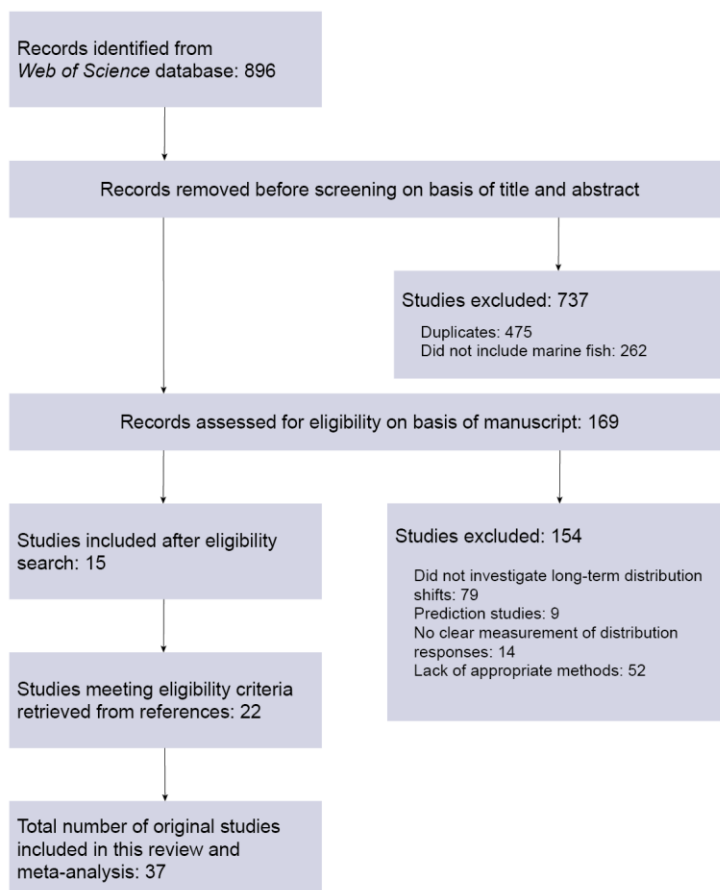 Records identified from
Web of Science database: 896
Records removed before screening on basis of title and abstract
Studies excluded: 737
Duplicates: 475
Did not include marine fish: 262
Records assessed for eligibility on basis of manuscript: 169
Studies included after eligibility
search: 15
Studies excluded: 154
Did not investigate long-term distribution
shifts: 79
Prediction studies: 9
No clear measurement of distribution
responses: 14
Lack of appropriate methods: 52
Studies meeting eligibility criteria
retrieved from references: 22
Total number of original studies
included in this review and
meta-analysis: 37